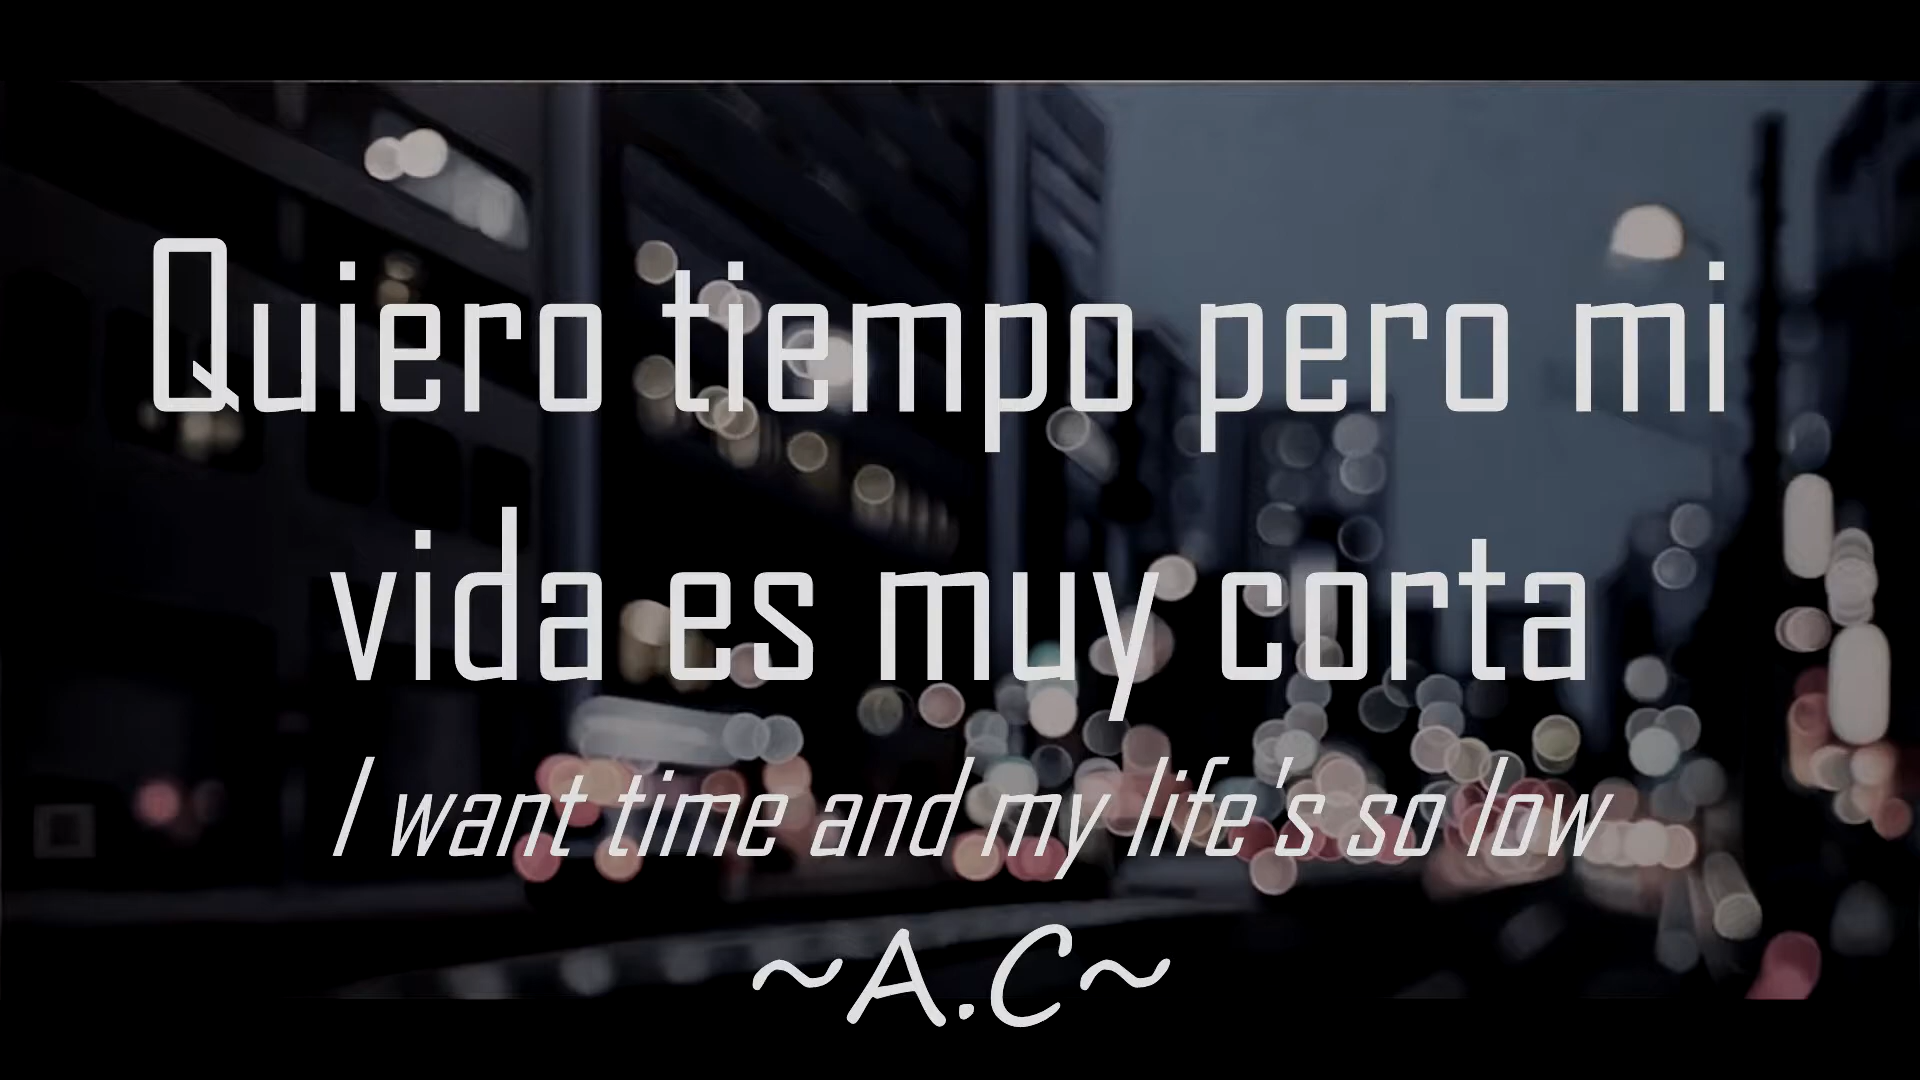 Quiero tiempo pero mi
vida es muy corta
I want time and my life's so low
~A.C~